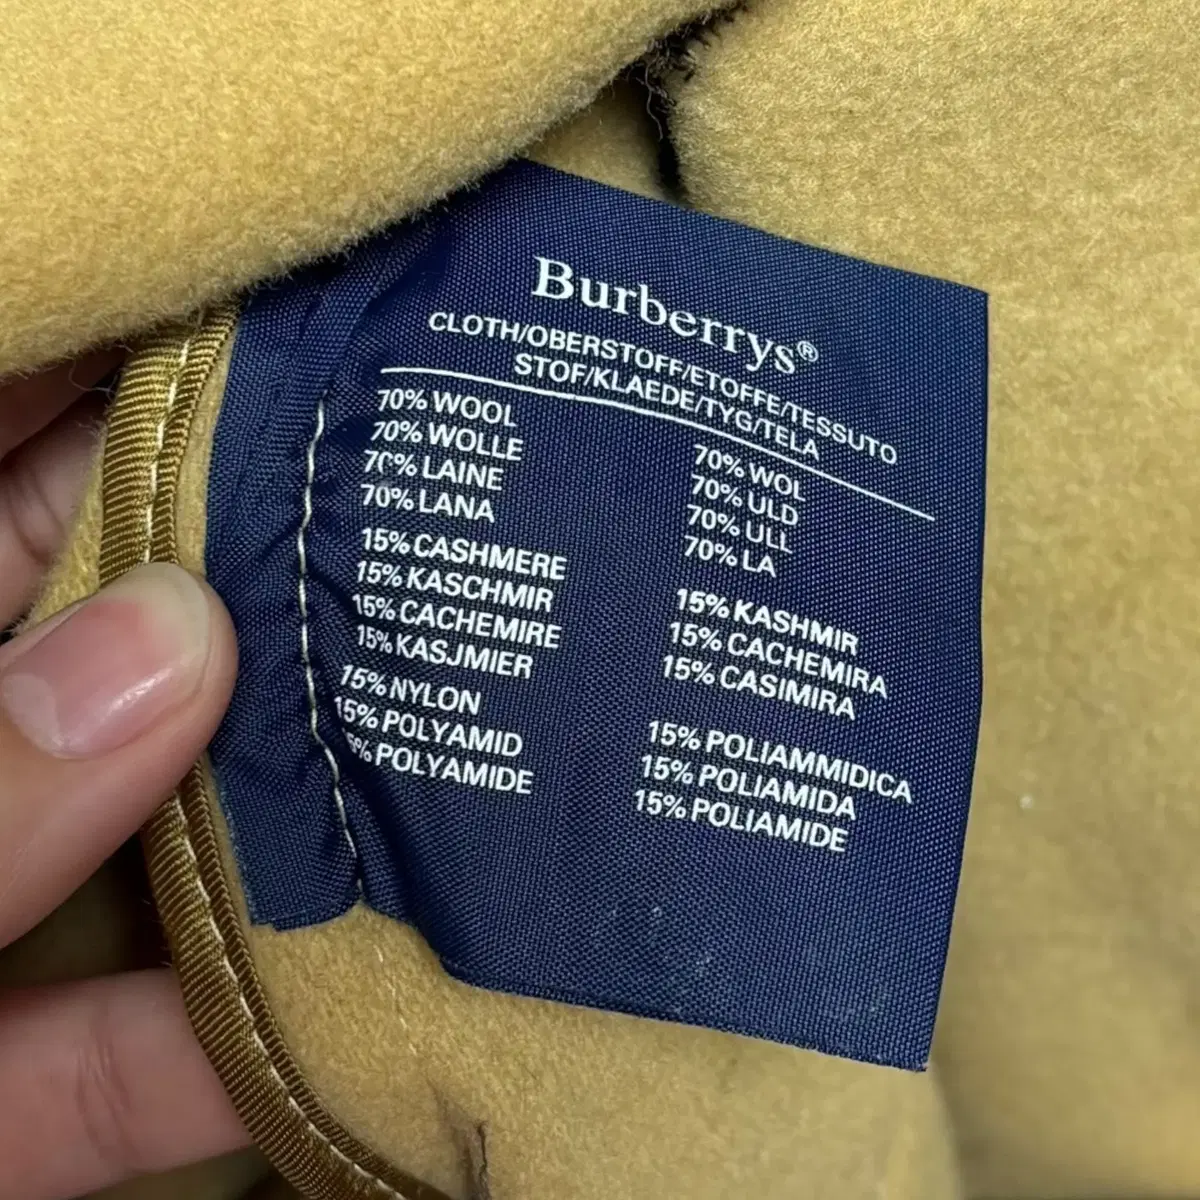 Burberrys®
CLOTH/OBERSTOFF/ETOFFE/TESSUTO
STOF/KLAEDE/TYG/TELA
70% WOOL
70% WOLLE
70% LAINE
70% LANA
15% CASHMERE
15% KASCHMIR
15% CACHEMIRE
15% KASJMIER
15% NYLON
15% POLYAMID
5% POLYAMIDE
70% WOL
70% ULD
70% ULL
70% LA
15% KASHMIR
15% CACHEMIRA
15% CASIMIRA
15% POLIAMMIDICA
15% POLIAMIDA
15% POLIAMIDE